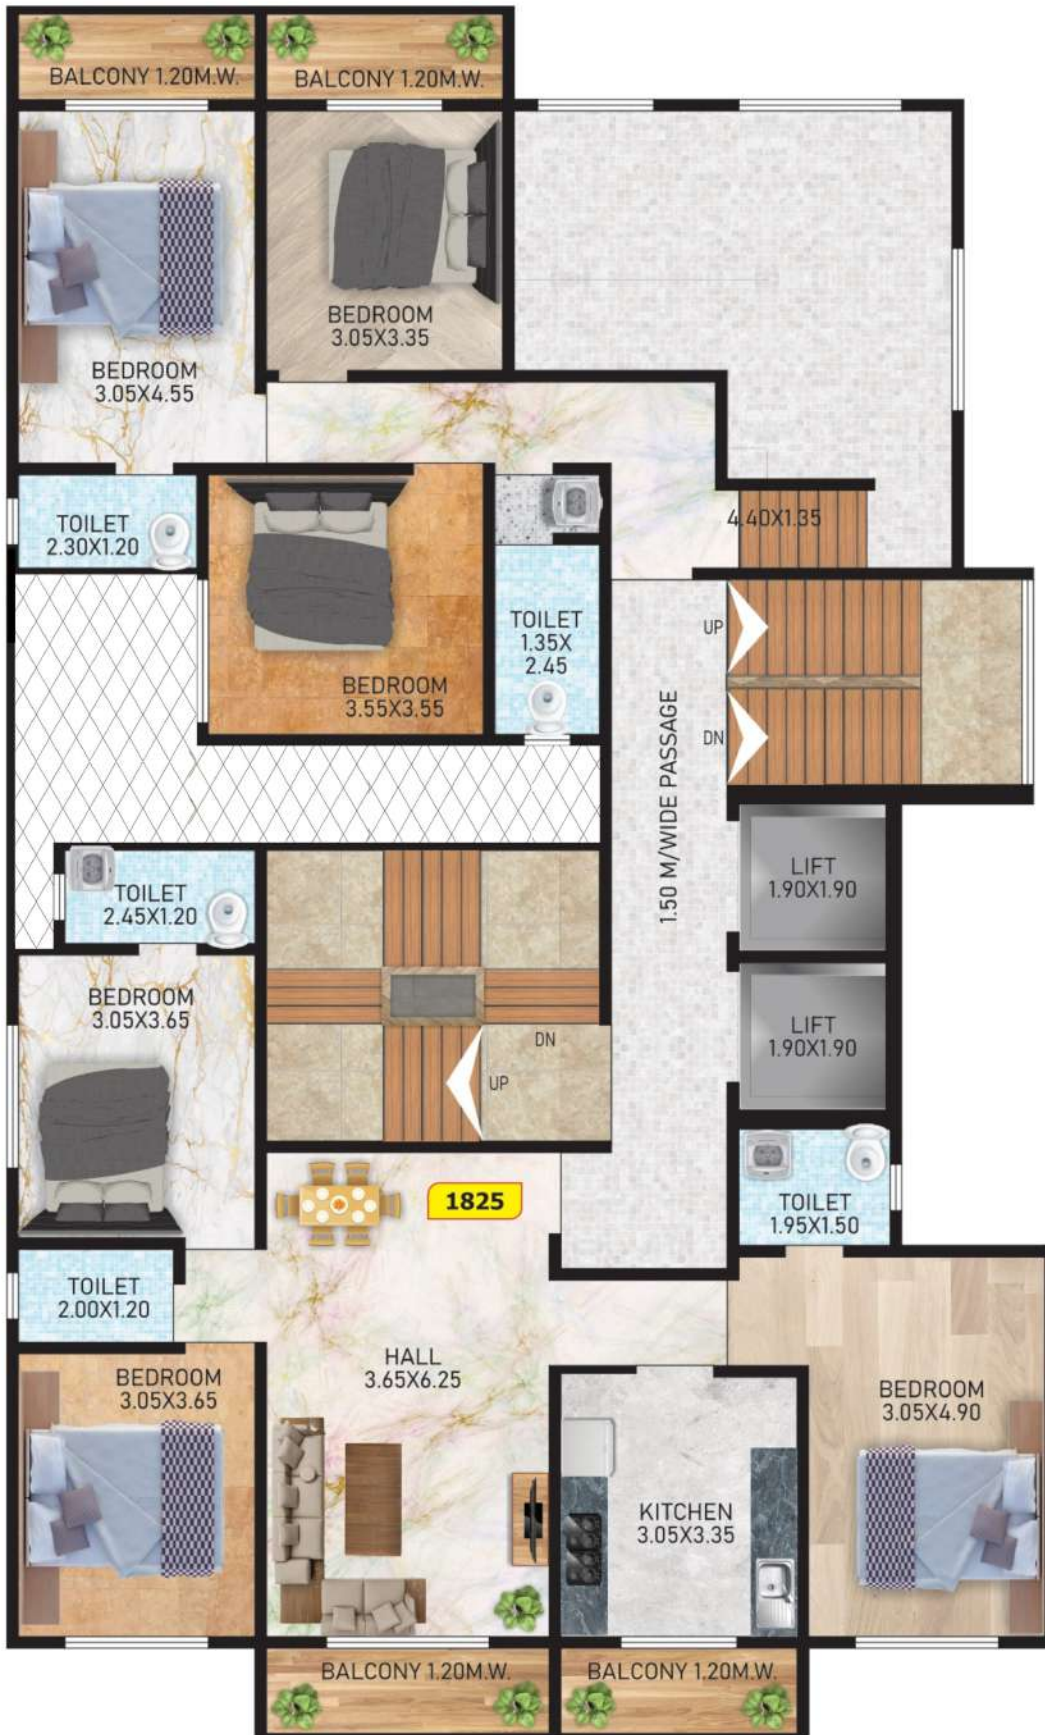 BALCONY 1.20M.W.
BALCONY 1.20M.W.
BEDROOM
3.05X4.55
BEDROOM
3.05X3.35
TOILET
2.30X1.20
4.40X1.35
TOILET
1.35X
2.45
UP
BEDROOM
3.55X3.55
DN
1.50 M/WIDE PASSAGE
LIFT
1.90X1.90
TOILET
2.45X1.20
BEDROOM
3.05X3.65
LIFT
1.90X1.90
DN
UP
1825
TOILET
1.95X1.50
TOILET
2.00X1.20
HALL
3.65X6.25
BEDROOM
3.05X3.65
BEDROOM
3.05X4.90
KITCHEN
3.05X3.35
BALCONY 1.20M.W.
BALCONY 1.20M.W.